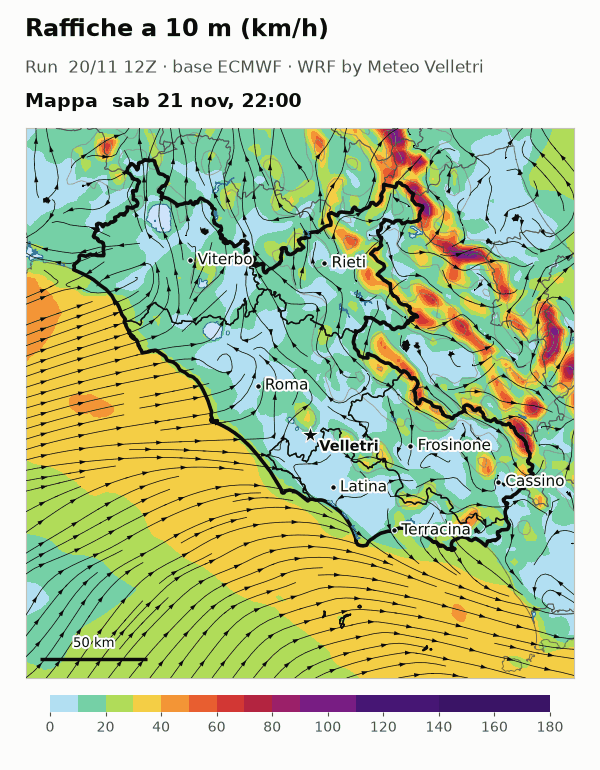 Raffiche a 10 m (km/h)
Run 20/11 12Z · base ECMWF · WRF by Meteo Velletri
Mappa sab 21 nov, 22:00
Viterbo
Rieti
Roma
Velletri
Frosinone
Cassino
Latina
Terracina
50 km
0 20 40 60 80 100 120 140 160 180